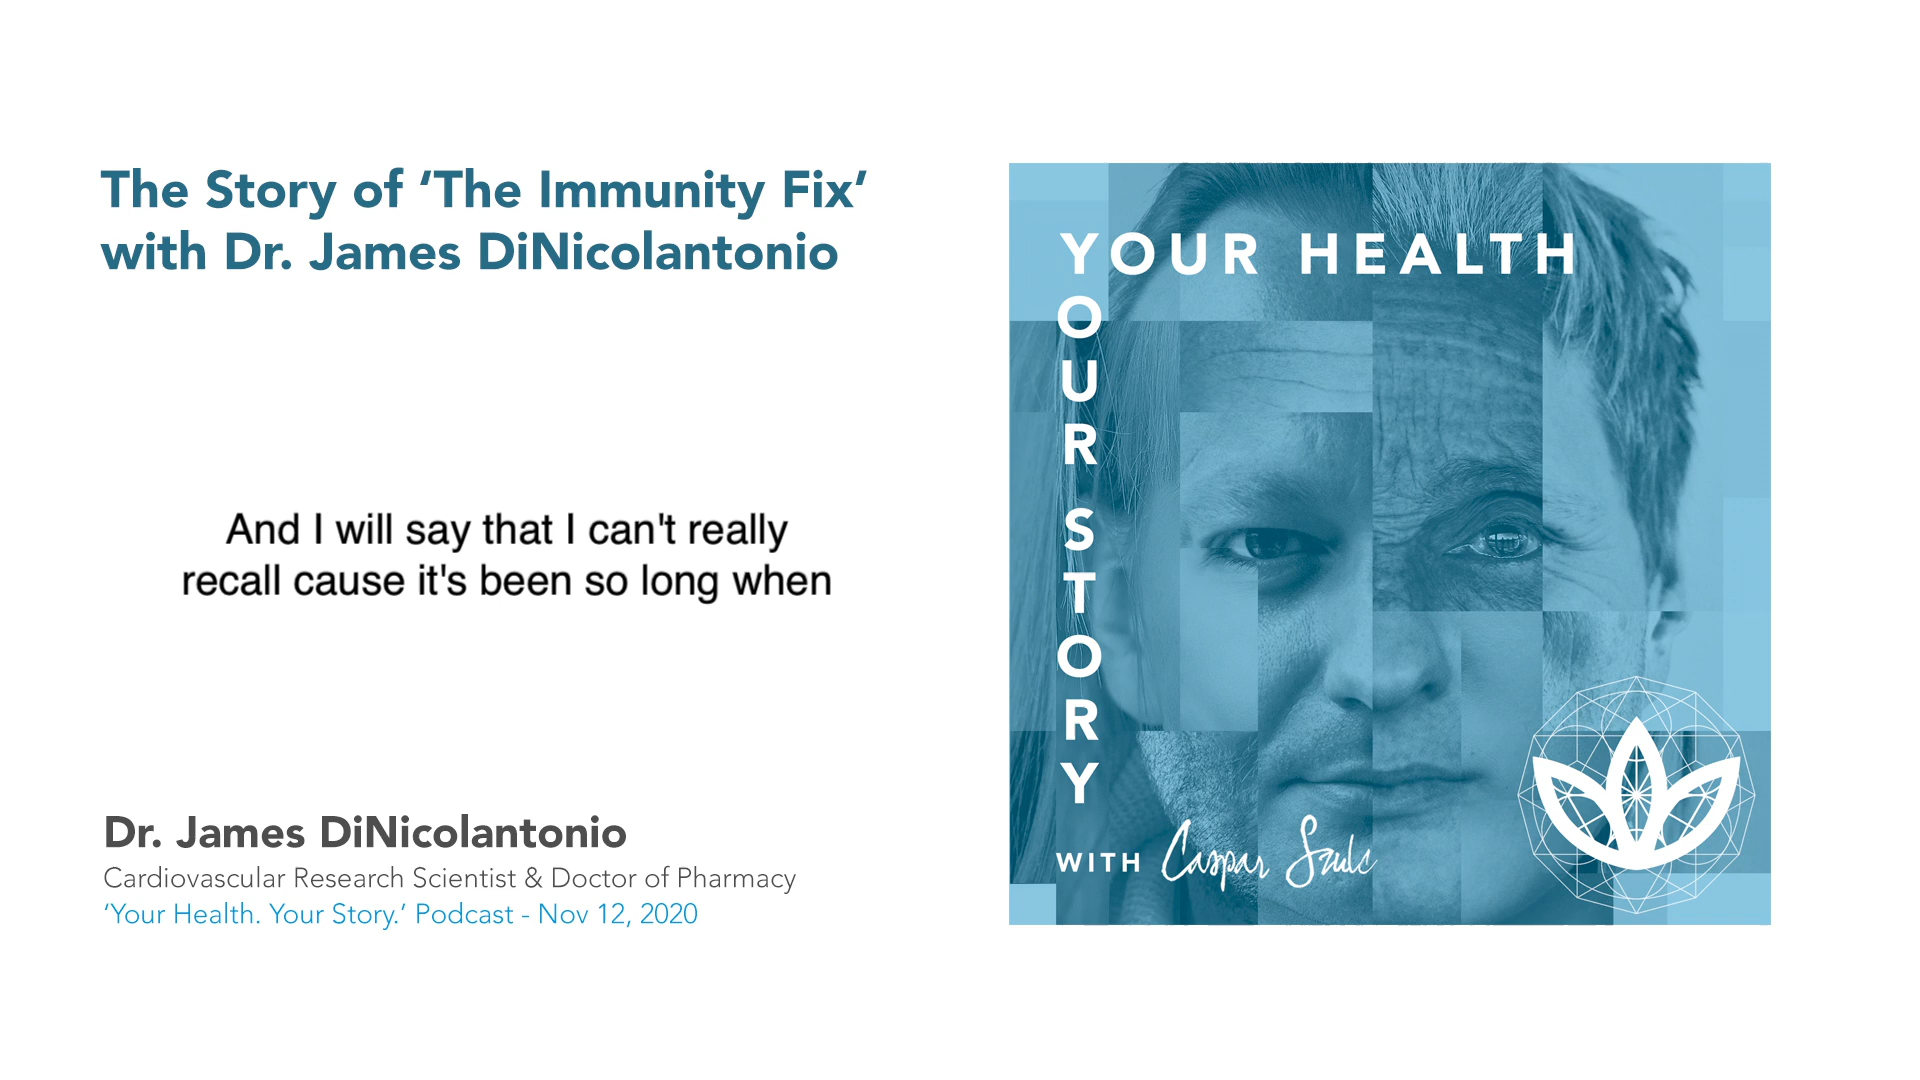 The Story of ‘The Immunity Fix’
with Dr. James DiNicolantonio
And I will say that I can't really
recall cause it's been so long when
Dr. James DiNicolantonio
Cardiovascular Research Scientist & Doctor of Pharmacy
‘Your Health. Your Story.’ Podcast - Nov 12, 2020
YOUR HEALTH
YOUR STORY
WITH Caspar Szulc